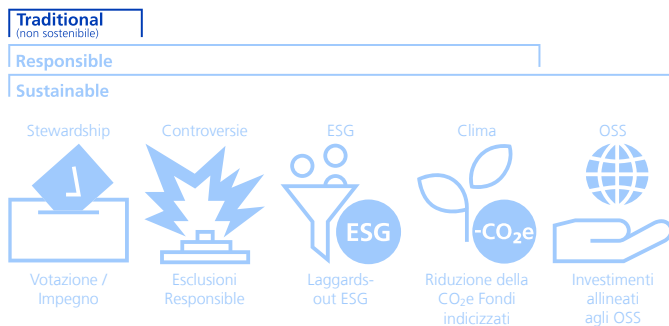 Traditional
(non sostenibile)
Responsible
Sustainable
Stewardship
Controversie
ESG
Clima
OSS
ESG
-CO₂e
Votazione /
Impegno
Esclusioni
Responsible
Laggards-
out ESG
Riduzione della
CO₂e Fondi
indicizzati
Investimenti
allineati
agli OSS